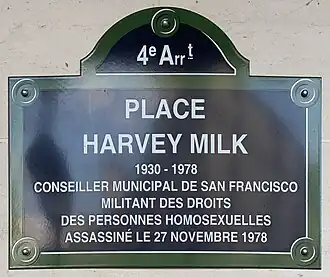 4e Arrt
PLACE
HARVEY MILK
1930 - 1978
CONSEILLER MUNICIPAL DE SAN FRANCISCO
MILITANT DES DROITS
DES PERSONNES HOMOSEXUELLES
ASSASSINÉ LE 27 NOVEMBRE 1978